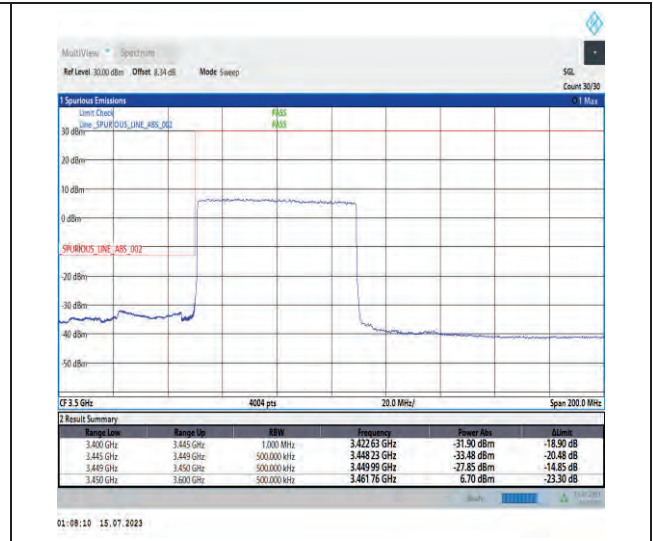 MultiView Spectrum
Ref Level 30.00 dBm Offset 8.34 dB Mode Sweep SGL
Count 30/30
1 Spurious Emissions 1 Max
Limit Check PASS
Line _SPURIOUS_LINE_ABS_002 PASS
30 dBm
20 dBm
10 dBm
0 dBm
_SPURIOUS_LINE_ABS_002
-20 dBm
-30 dBm
-40 dBm
-50 dBm
CF 3.5 GHz 4004 pts 20.0 MHz/ Span 200.0 MHz
2 Result Summary
Range Low Range Up RBW Frequency Power Abs ΔLimit
3.400 GHz 3.445 GHz 1.000 MHz 3.422 63 GHz -31.90 dBm -18.90 dB
3.445 GHz 3.449 GHz 500.000 kHz 3.448 23 GHz -33.48 dBm -20.48 dB
3.449 GHz 3.450 GHz 500.000 kHz 3.449 99 GHz -27.85 dBm -14.85 dB
3.450 GHz 3.600 GHz 500.000 kHz 3.461 76 GHz 6.70 dBm -23.30 dB
Ready
01:08:10 15.07.2023